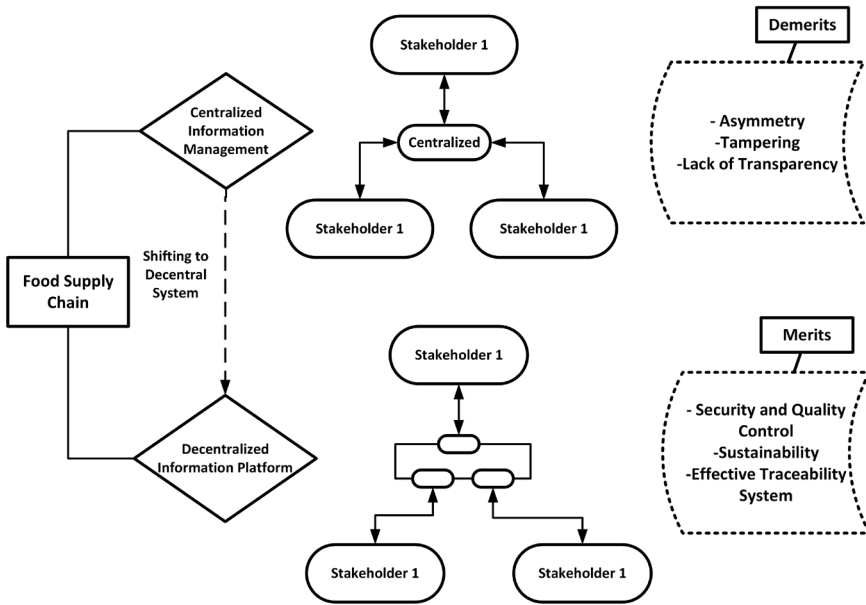 Demerits
Stakeholder 1
Centralized
Information
Management
- Asymmetry
-Tampering
-Lack of Transparency
Centralized
Stakeholder 1
Stakeholder 1
Shifting to
Decentral
System
Food Supply
Chain
Merits
Stakeholder 1
- Security and Quality
Control
-Sustainability
-Effective Traceability
System
Decentralized
Information Platform
Stakeholder 1
Stakeholder 1